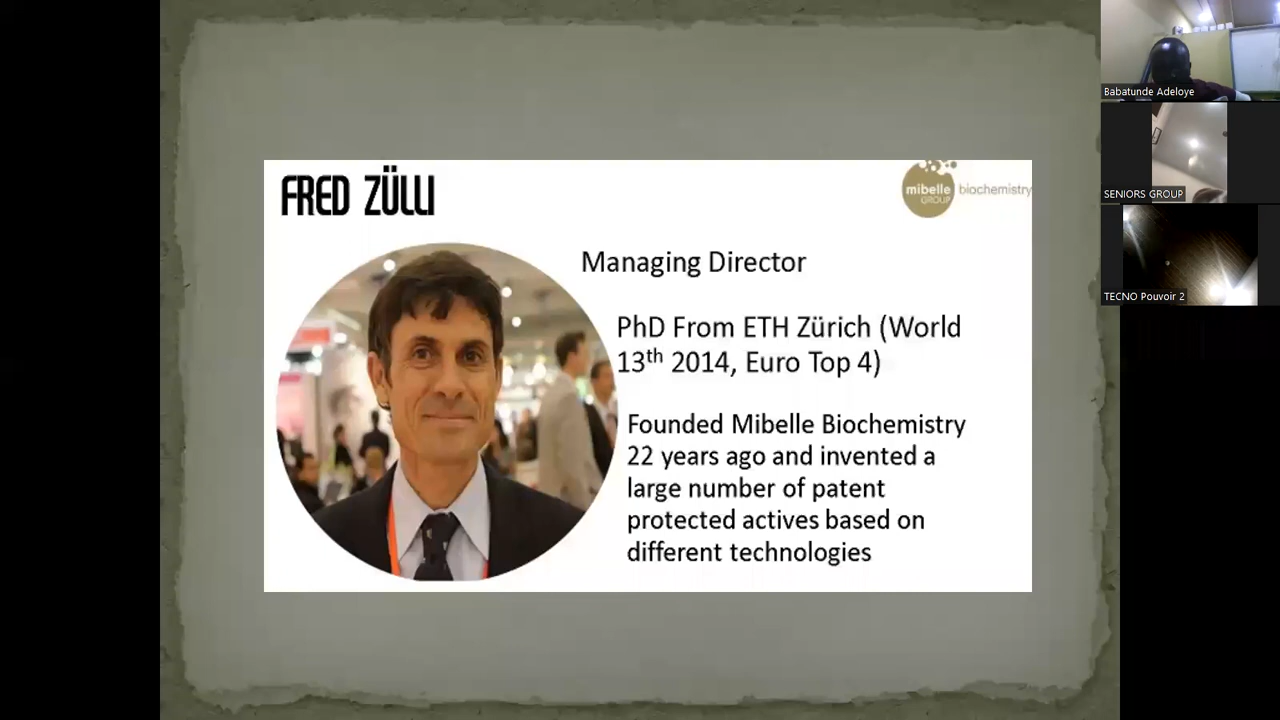 FRED ZÜLLI
mibelle
GROUP
biochemistry
Managing Director
PhD From ETH Zürich (World
13th 2014, Euro Top 4)
Founded Mibelle Biochemistry
22 years ago and invented a
large number of patent
protected actives based on
different technologies
Babatunde Adeloye
SENIORS GROUP
TECNO Pouvoir 2